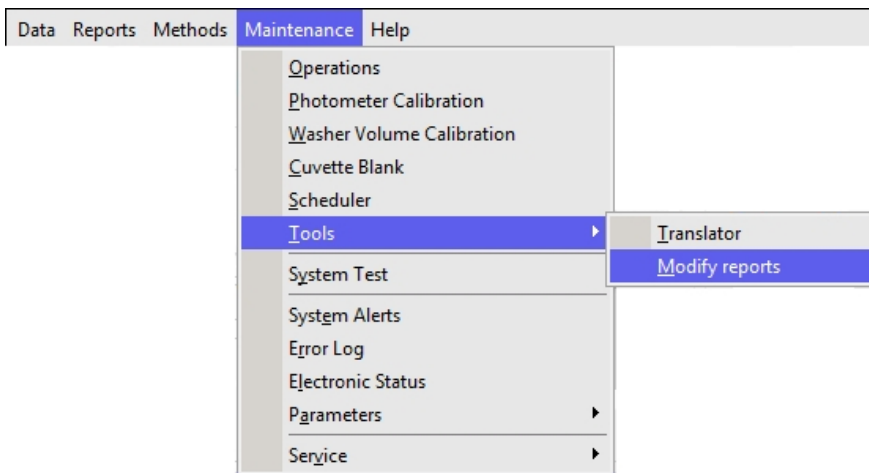 Data Reports Methods Maintenance Help
Operations
Photometer Calibration
Washer Volume Calibration
Cuvette Blank
Scheduler
Tools
Translator
Modify reports
System Test
System Alerts
Error Log
Electronic Status
Parameters
Service